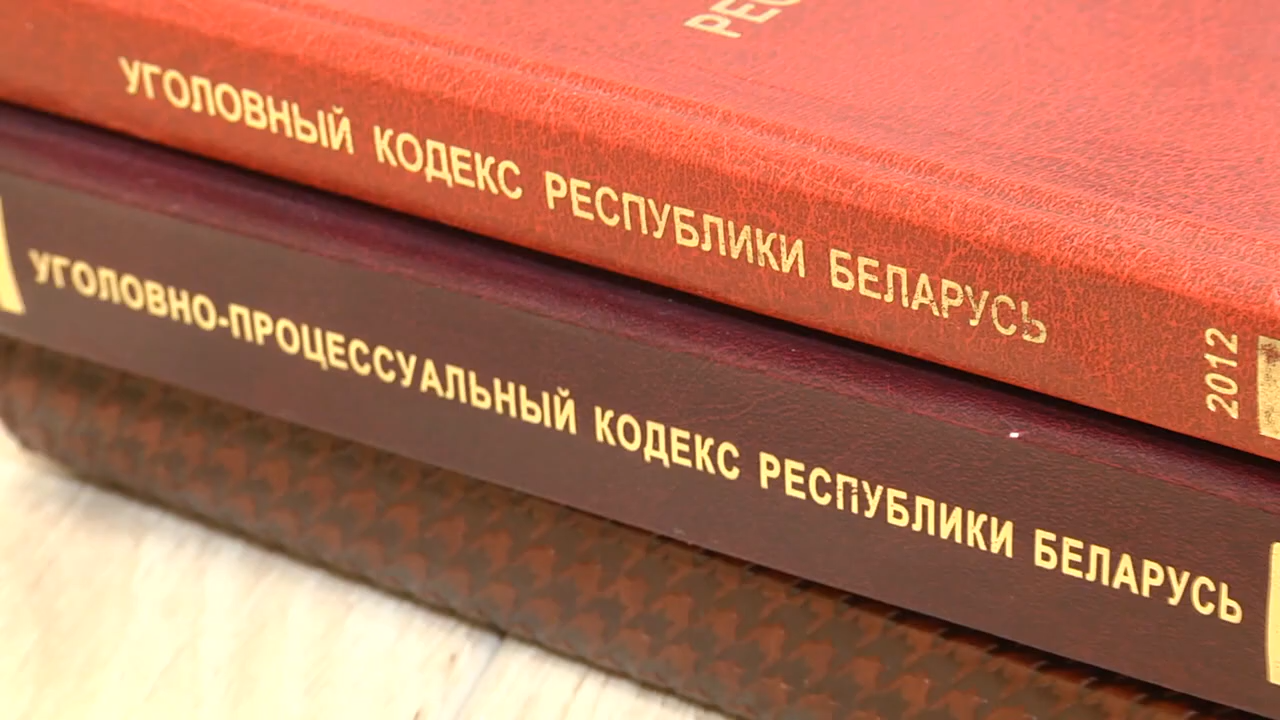 УГОЛОВНЫЙ КОДЕКС РЕСПУБЛИКИ БЕЛАРУСЬ
2012
УГОЛОВНО-ПРОЦЕССУАЛЬНЫЙ КОДЕКС РЕСПУБЛИКИ БЕЛАРУСЬ